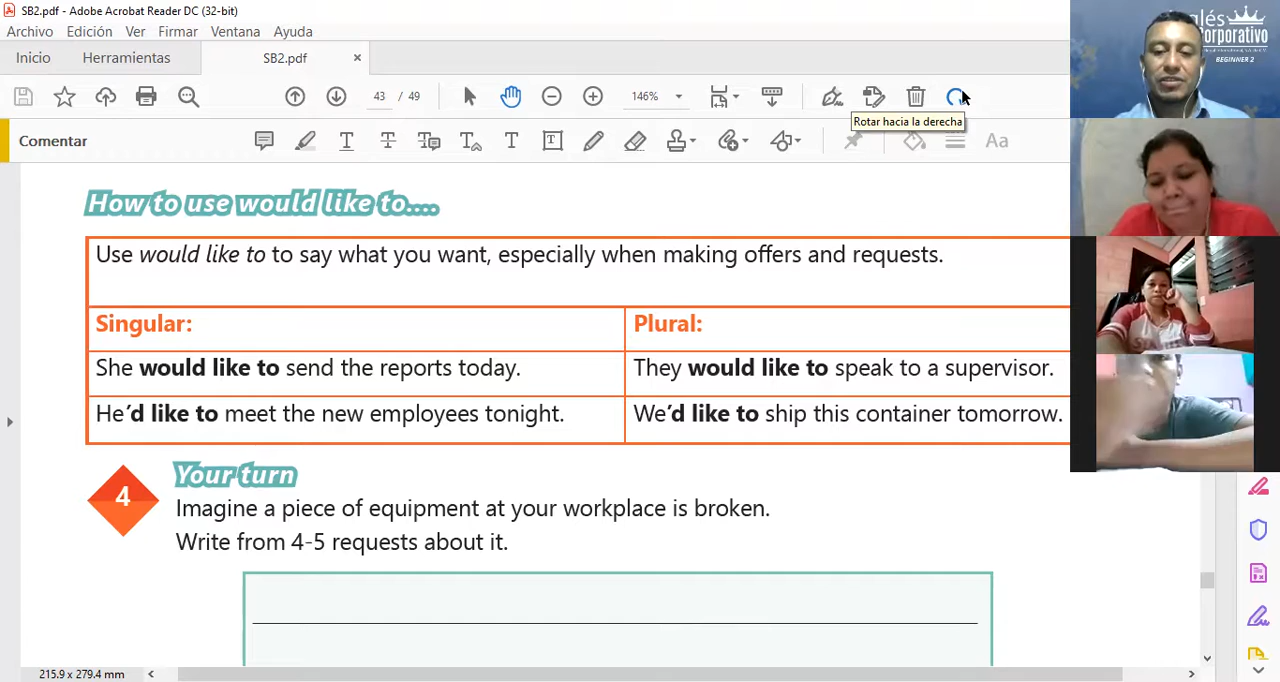 SB2.pdf - Adobe Acrobat Reader DC (32-bit)
Archivo Edición Ver Firmar Ventana Ayuda
Inicio Herramientas SB2.pdf ×
43 / 49 146%
Rotar hacia la derecha
Comentar
Aa
How to use would like to....
Use would like to to say what you want, especially when making offers and requests.
Singular: Plural:
She would like to send the reports today. They would like to speak to a supervisor.
He'd like to meet the new employees tonight. We'd like to ship this container tomorrow.
4
Your turn
Imagine a piece of equipment at your workplace is broken.
Write from 4-5 requests about it.
215.9 x 279.4 mm
BEGINNER 2